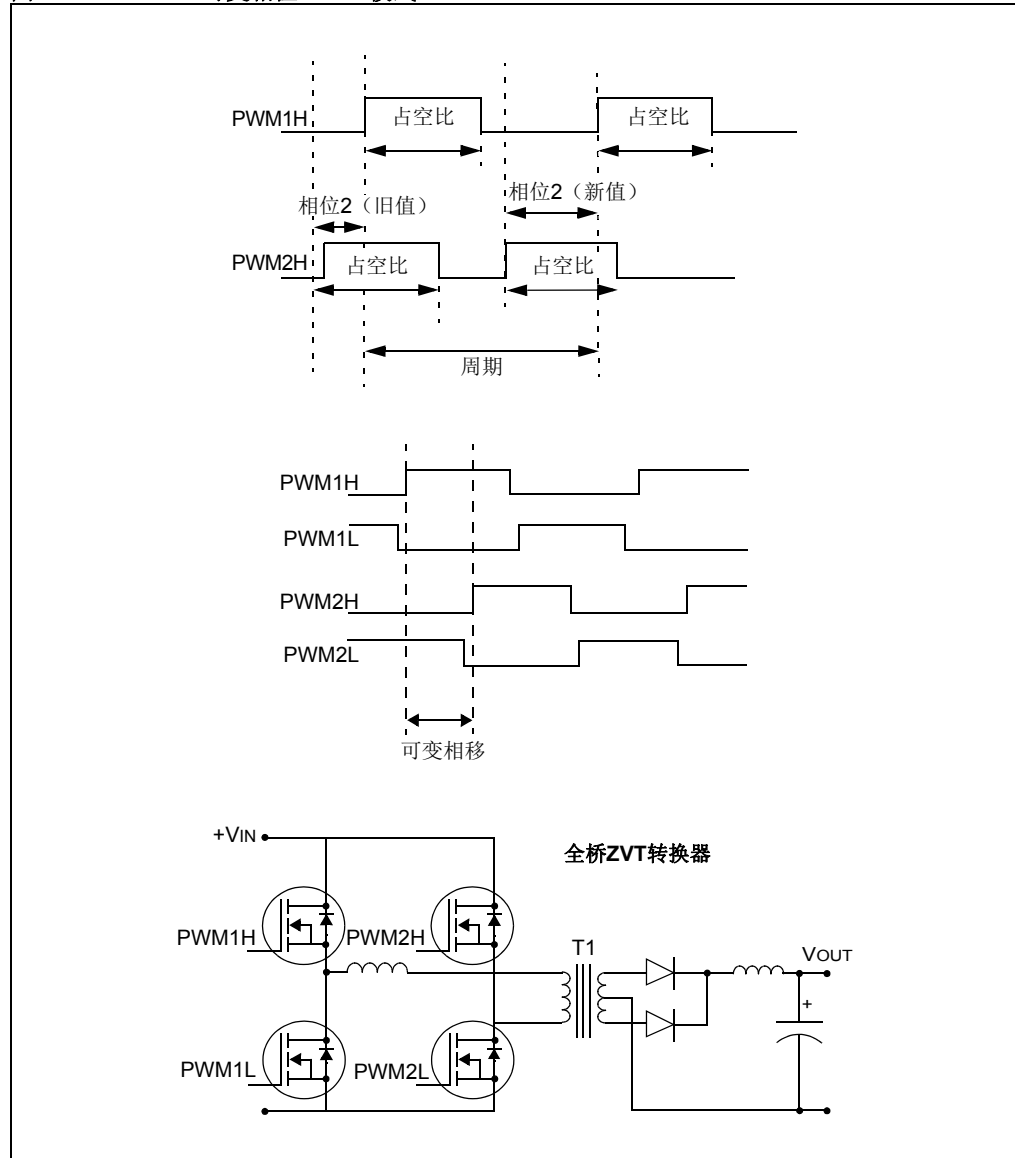 PWM1H
占空比
占空比
相位2（旧值）
相位2（新值）
PWM2H
占空比
占空比
周期
PWM1H
PWM1L
PWM2H
PWM2L
可变相移
+VIN
全桥ZVT转换器
PWM1H
PWM2H
T1
VOUT
+
PWM1L
PWM2L